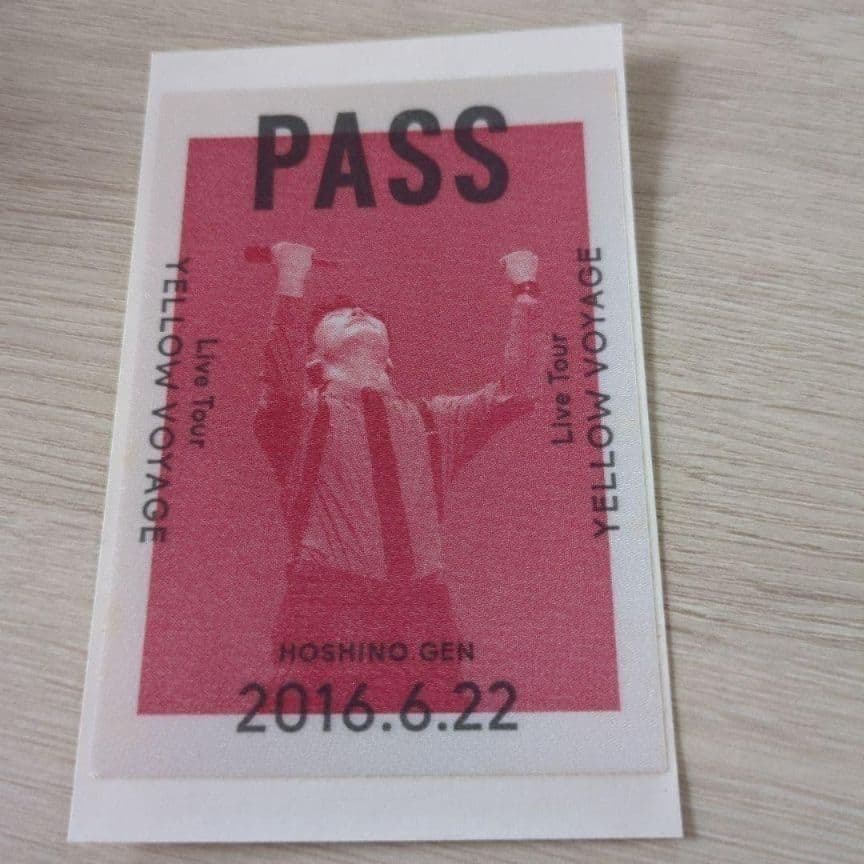 PASS
YELLOW VOYAGE
Live Tour
Live Tour
YELLOW VOYAGE
HOSHINO GEN
2016.6.22